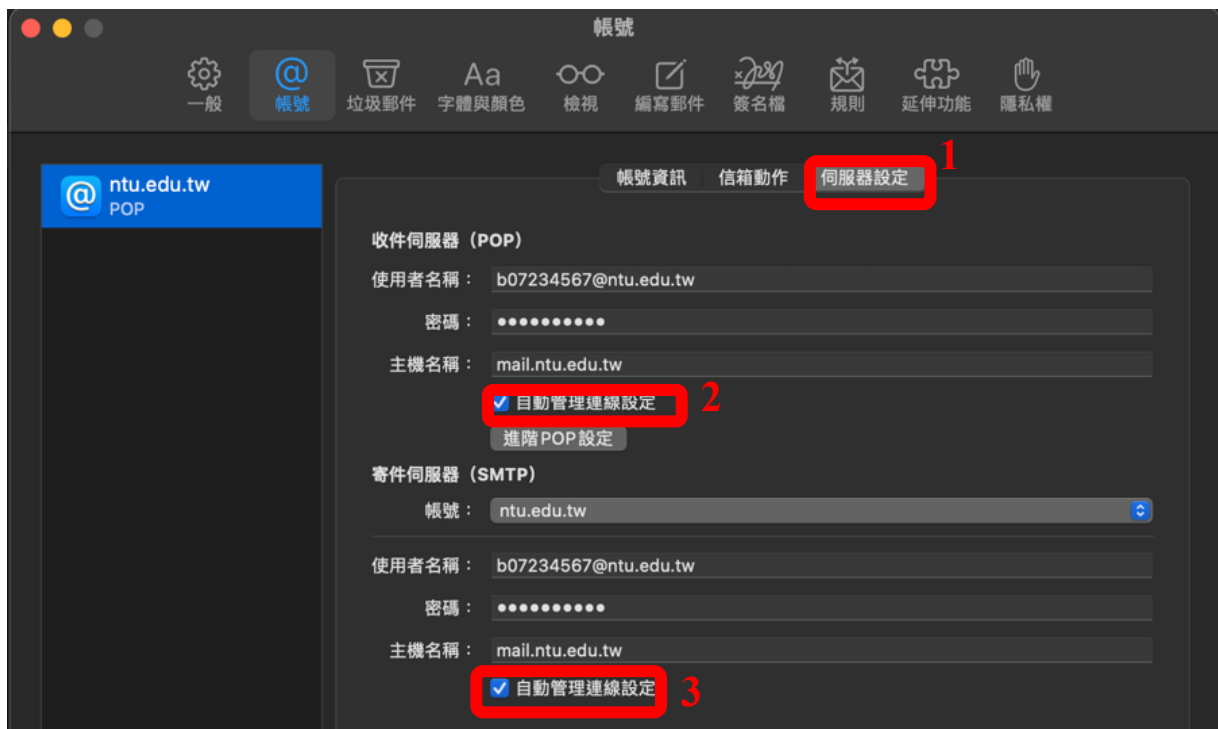 帳號
一般
帳號
垃圾郵件
Aa
字體與顏色
檢視
編寫郵件
簽名檔
規則
延伸功能
隱私權
@ ntu.edu.tw
POP
帳號資訊 信箱動作 伺服器設定 1
收件伺服器（POP）
使用者名稱： b07234567@ntu.edu.tw
密碼： ●●●●●●●●●●
主機名稱： mail.ntu.edu.tw
自動管理連線設定 2
進階POP設定
寄件伺服器（SMTP）
帳號： ntu.edu.tw
使用者名稱： b07234567@ntu.edu.tw
密碼： ●●●●●●●●●●
主機名稱： mail.ntu.edu.tw
自動管理連線設定 3